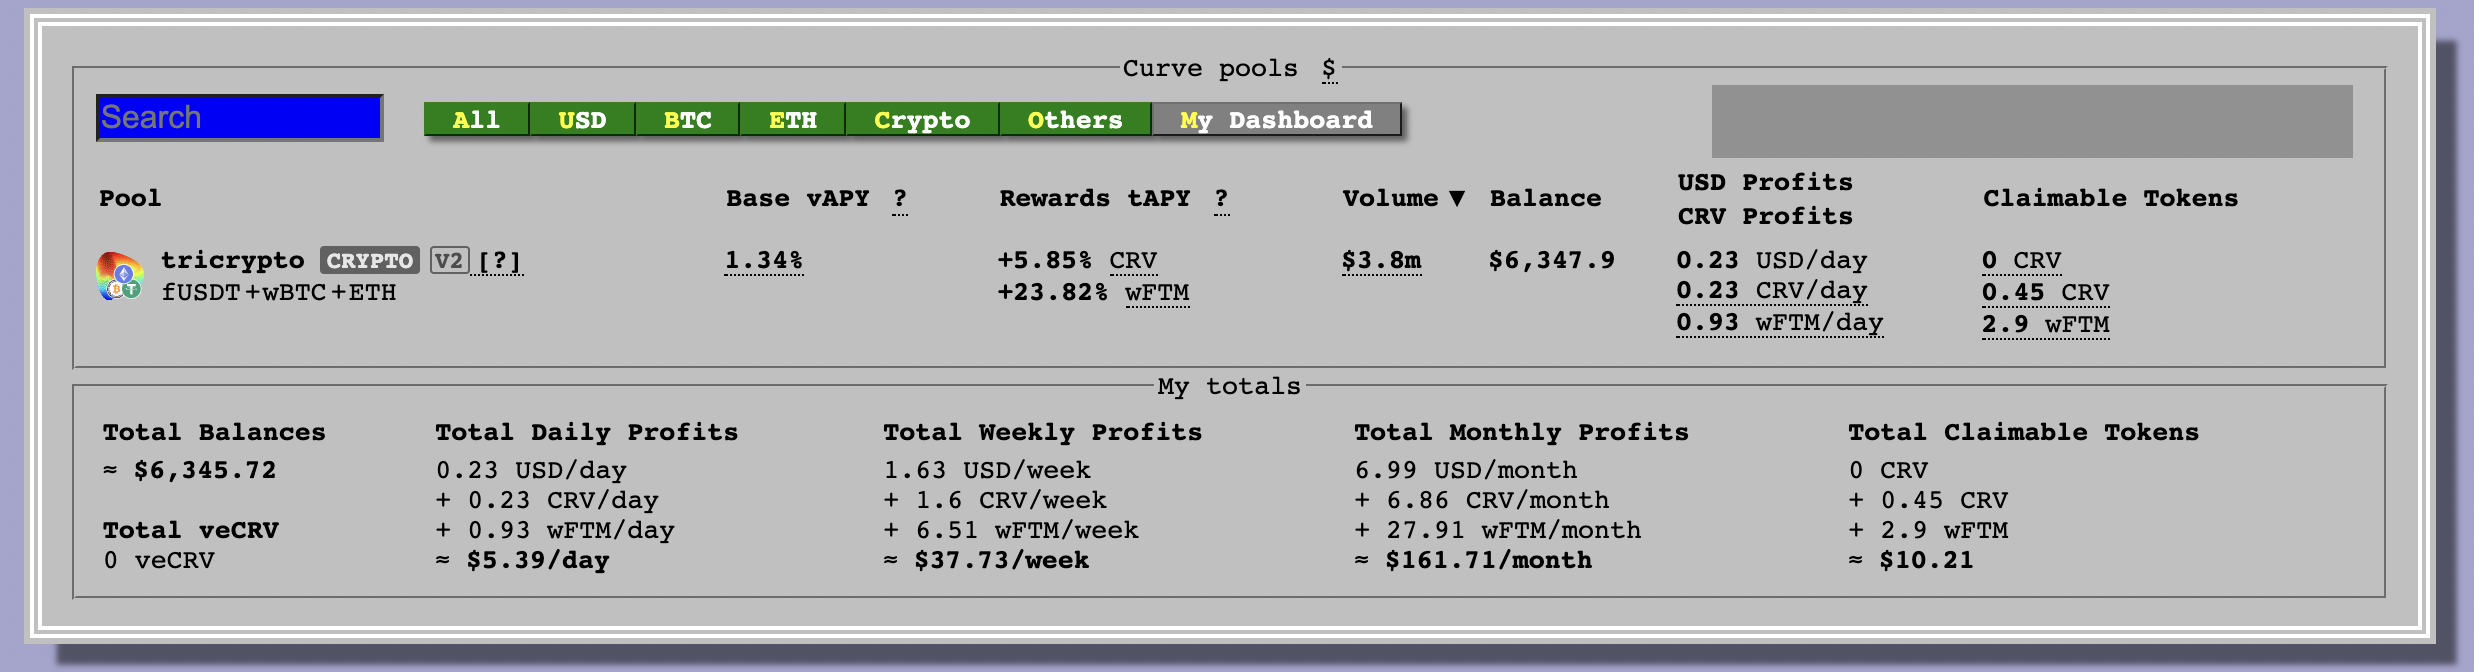 Curve pools $
Search
All USD BTC ETH Crypto Others My Dashboard
Pool Base vAPY ? Rewards tAPY ? Volume ▼ Balance USD Profits CRV Profits Claimable Tokens
tricrypto CRYPTO V2 [?] 1.34% +5.85% CRV $3.8m $6,347.9 0.23 USD/day 0 CRV
fUSDT+wBTC+ETH +23.82% wFTM 0.23 CRV/day 0.45 CRV
0.93 wFTM/day 2.9 wFTM
My totals
Total Balances Total Daily Profits Total Weekly Profits Total Monthly Profits Total Claimable Tokens
≈ $6,345.72 0.23 USD/day 1.63 USD/week 6.99 USD/month 0 CRV
+ 0.23 CRV/day + 1.6 CRV/week + 6.86 CRV/month + 0.45 CRV
Total veCRV + 0.93 wFTM/day + 6.51 wFTM/week + 27.91 wFTM/month + 2.9 wFTM
0 veCRV ≈ $5.39/day ≈ $37.73/week ≈ $161.71/month ≈ $10.21